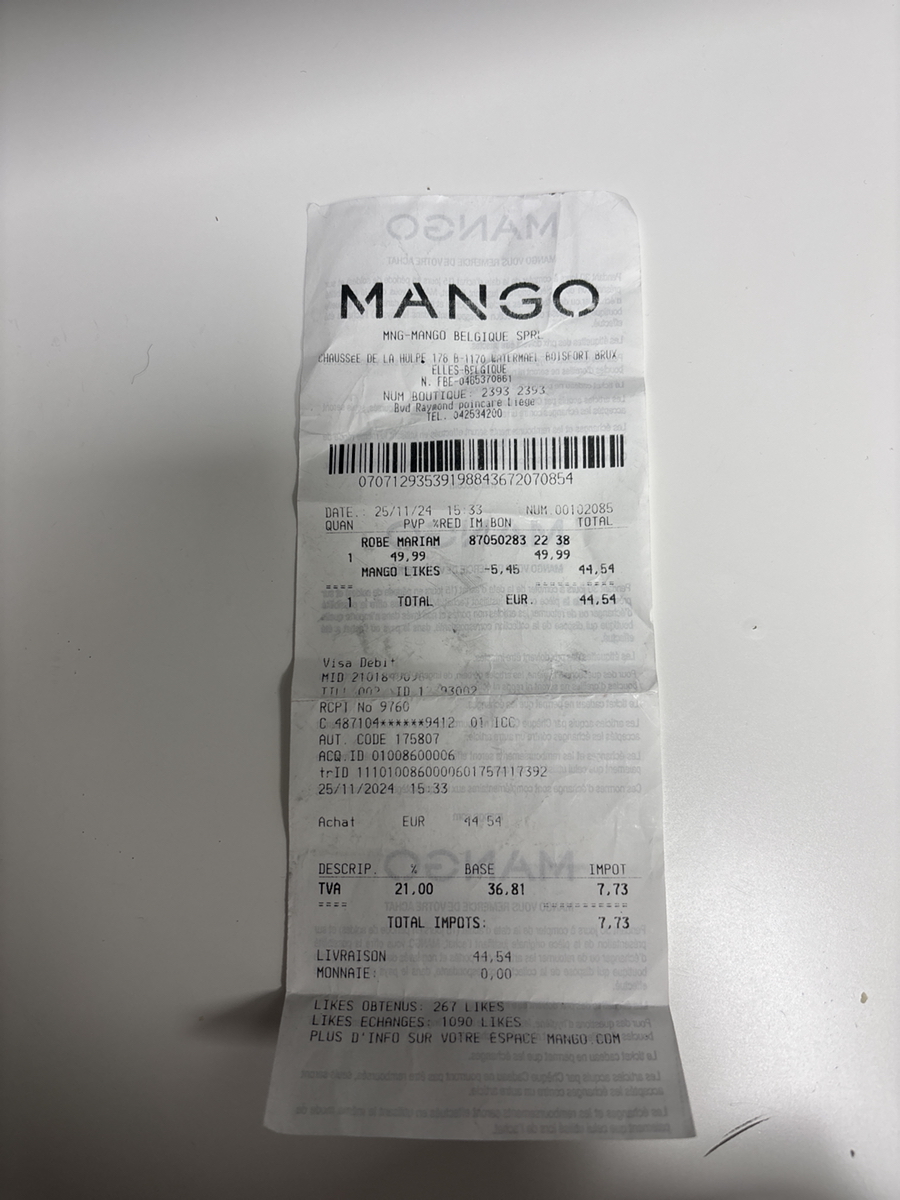 MANGO
MNG-MANGO BELGIQUE SPRL
CHAUSSÉE DE LA HULPE 178 B-1170 WATERMAEL BOISFORT BRUX
ELLES-BELGIQUE
N. FBE-0465370861
NUM BOUTIQUE: 2393 2393
Bvd Raymond poincaré Liège
TEL. 042534200
07071293539198843672070854
DATE.: 25/11/24 15:33 NUM.00102085
QUAN PVP %RED IM.BON TOTAL
ROBE MARIAM 87050283 22 38
1 49,99 49,99
MANGO LIKES -5,45 44,54
==== ========
1 TOTAL EUR. 44,54
Visa Debit
MID
RCPI No 9760
C 487104******9412 01 ICC
AUT. CODE 175807
ACQ.ID 01008600006
trID 1110100860000601757117392
25/11/2024 15:33
Achat EUR 44,54
DESCRIP. % BASE IMPOT
TVA 21,00 36,81 7,73
==== ===========
TOTAL IMPOTS: 7,73
LIVRAISON 44,54
MONNAIE: 0,00
LIKES OBTENUS: 267 LIKES
LIKES ECHANGES: 1090 LIKES
PLUS D'INFO SUR VOTRE ESPACE MANGO.COM